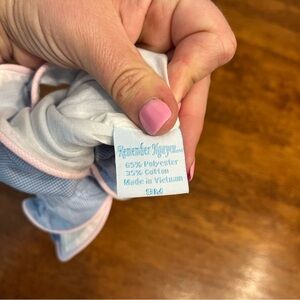 Remember Nguyen...
65% Polyester
35% Cotton
Made in Vietnam
9M